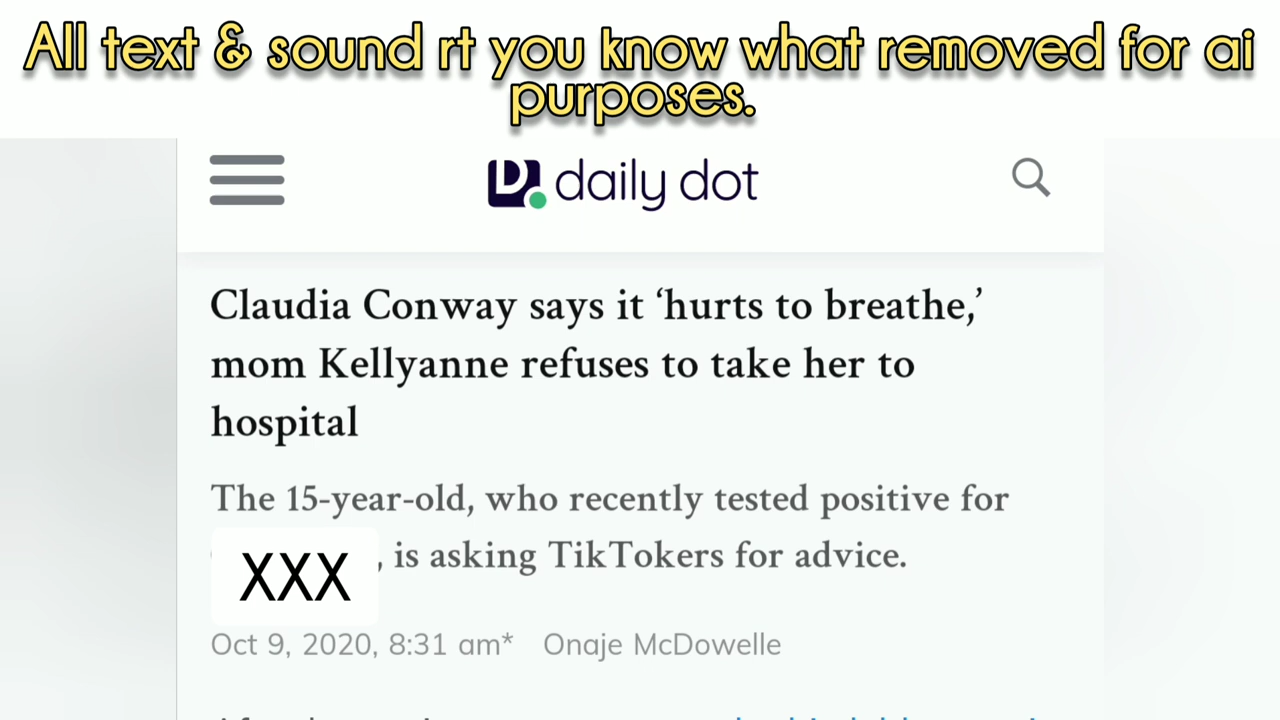 All text & sound rt you know what removed for ai
purposes.
D. daily dot
Claudia Conway says it ‘hurts to breathe,’
mom Kellyanne refuses to take her to
hospital
The 15-year-old, who recently tested positive for
XXX, is asking TikTokers for advice.
Oct 9, 2020, 8:31 am* Onaje McDowelle